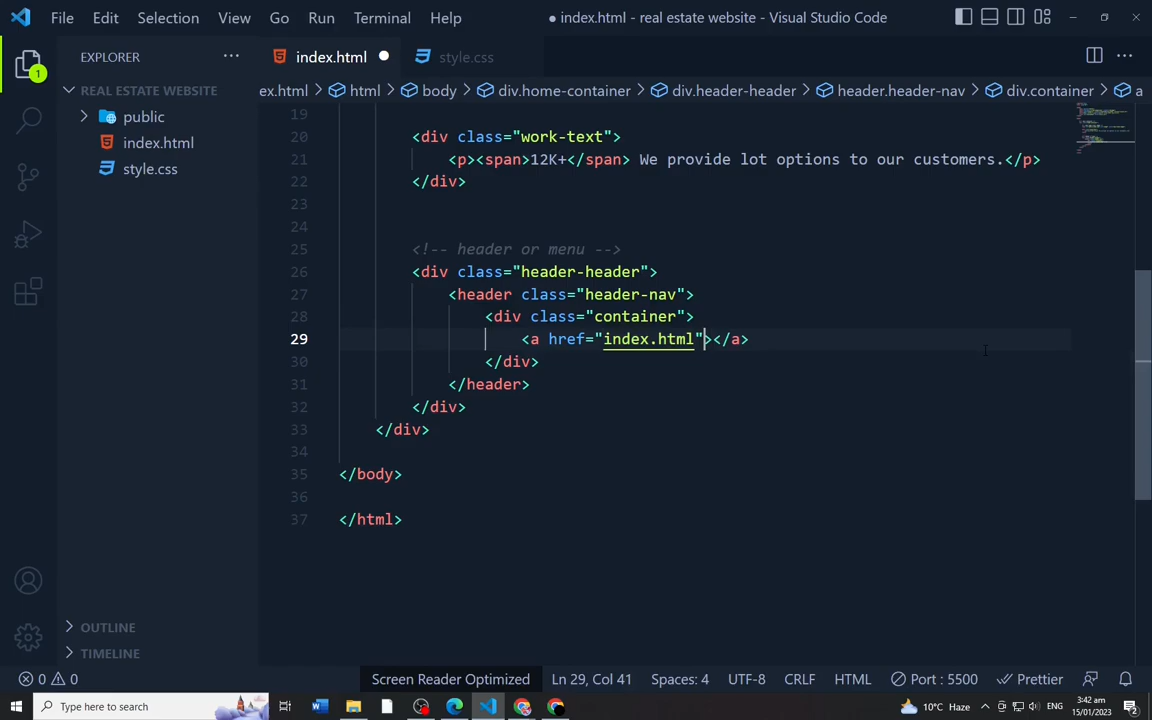 File Edit Selection View Go Run Terminal Help ● index.html - real estate website - Visual Studio Code
EXPLORER ··· index.html style.css
1
REAL ESTATE WEBSITE ex.html > html > body > div.home-container > div.header-header > header.header-nav > div.container > a
public
index.html
style.css
19
20 <div class="work-text">
21 <p><span>12K+</span> We provide lot options to our customers.</p>
22 </div>
23
24
25 <!-- header or menu -->
26 <div class="header-header">
27 <header class="header-nav">
28 <div class="container">
29 <a href="index.html"></a>
30 </div>
31 </header>
32 </div>
33 </div>
34
35 </body>
36
37 </html>
OUTLINE
TIMELINE
0 0 Screen Reader Optimized Ln 29, Col 41 Spaces: 4 UTF-8 CRLF HTML Port : 5500 Prettier
Type here to search 10°C Haze ENG 3:42 am
15/01/2023 2